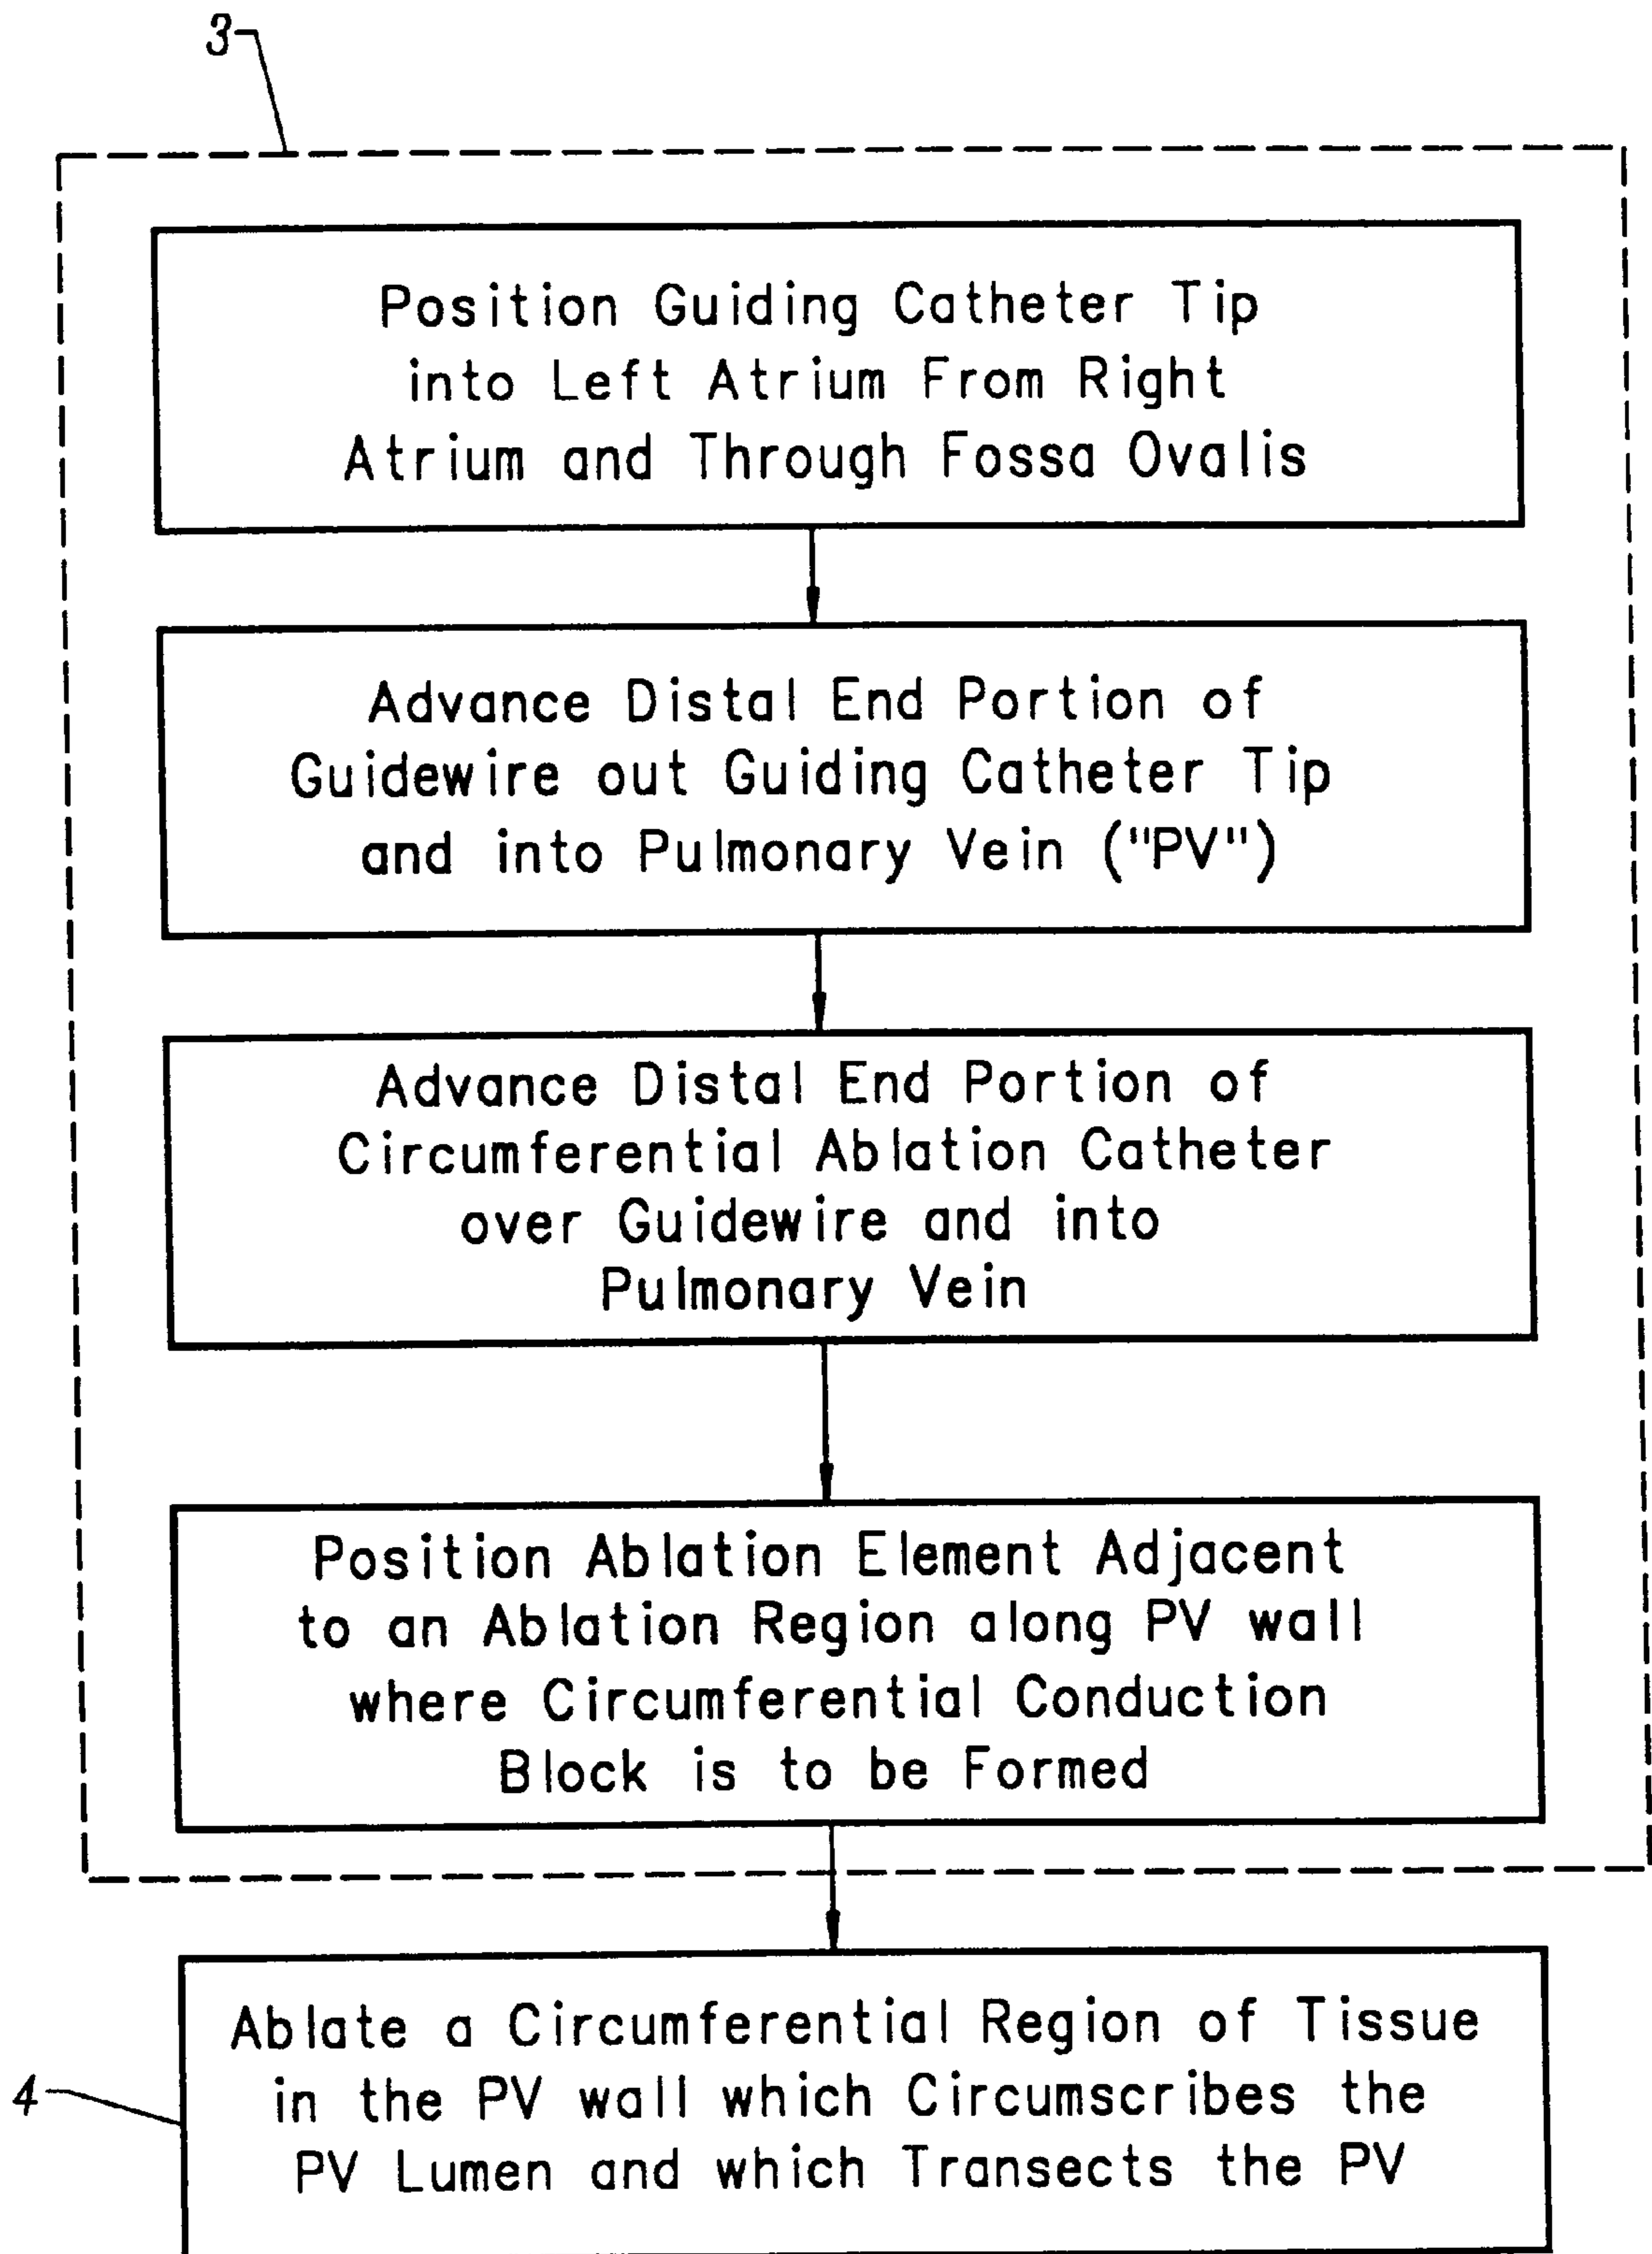 3
Position Guiding Catheter Tip
into Left Atrium From Right
Atrium and Through Fossa Ovalis
Advance Distal End Portion of
Guidewire out Guiding Catheter Tip
and into Pulmonary Vein ("PV")
Advance Distal End Portion of
Circumferential Ablation Catheter
over Guidewire and into
Pulmonary Vein
Position Ablation Element Adjacent
to an Ablation Region along PV wall
where Circumferential Conduction
Block is to be Formed
Ablate a Circumferential Region of Tissue
4
in the PV wall which Circumscribes the
PV Lumen and which Transects the PV